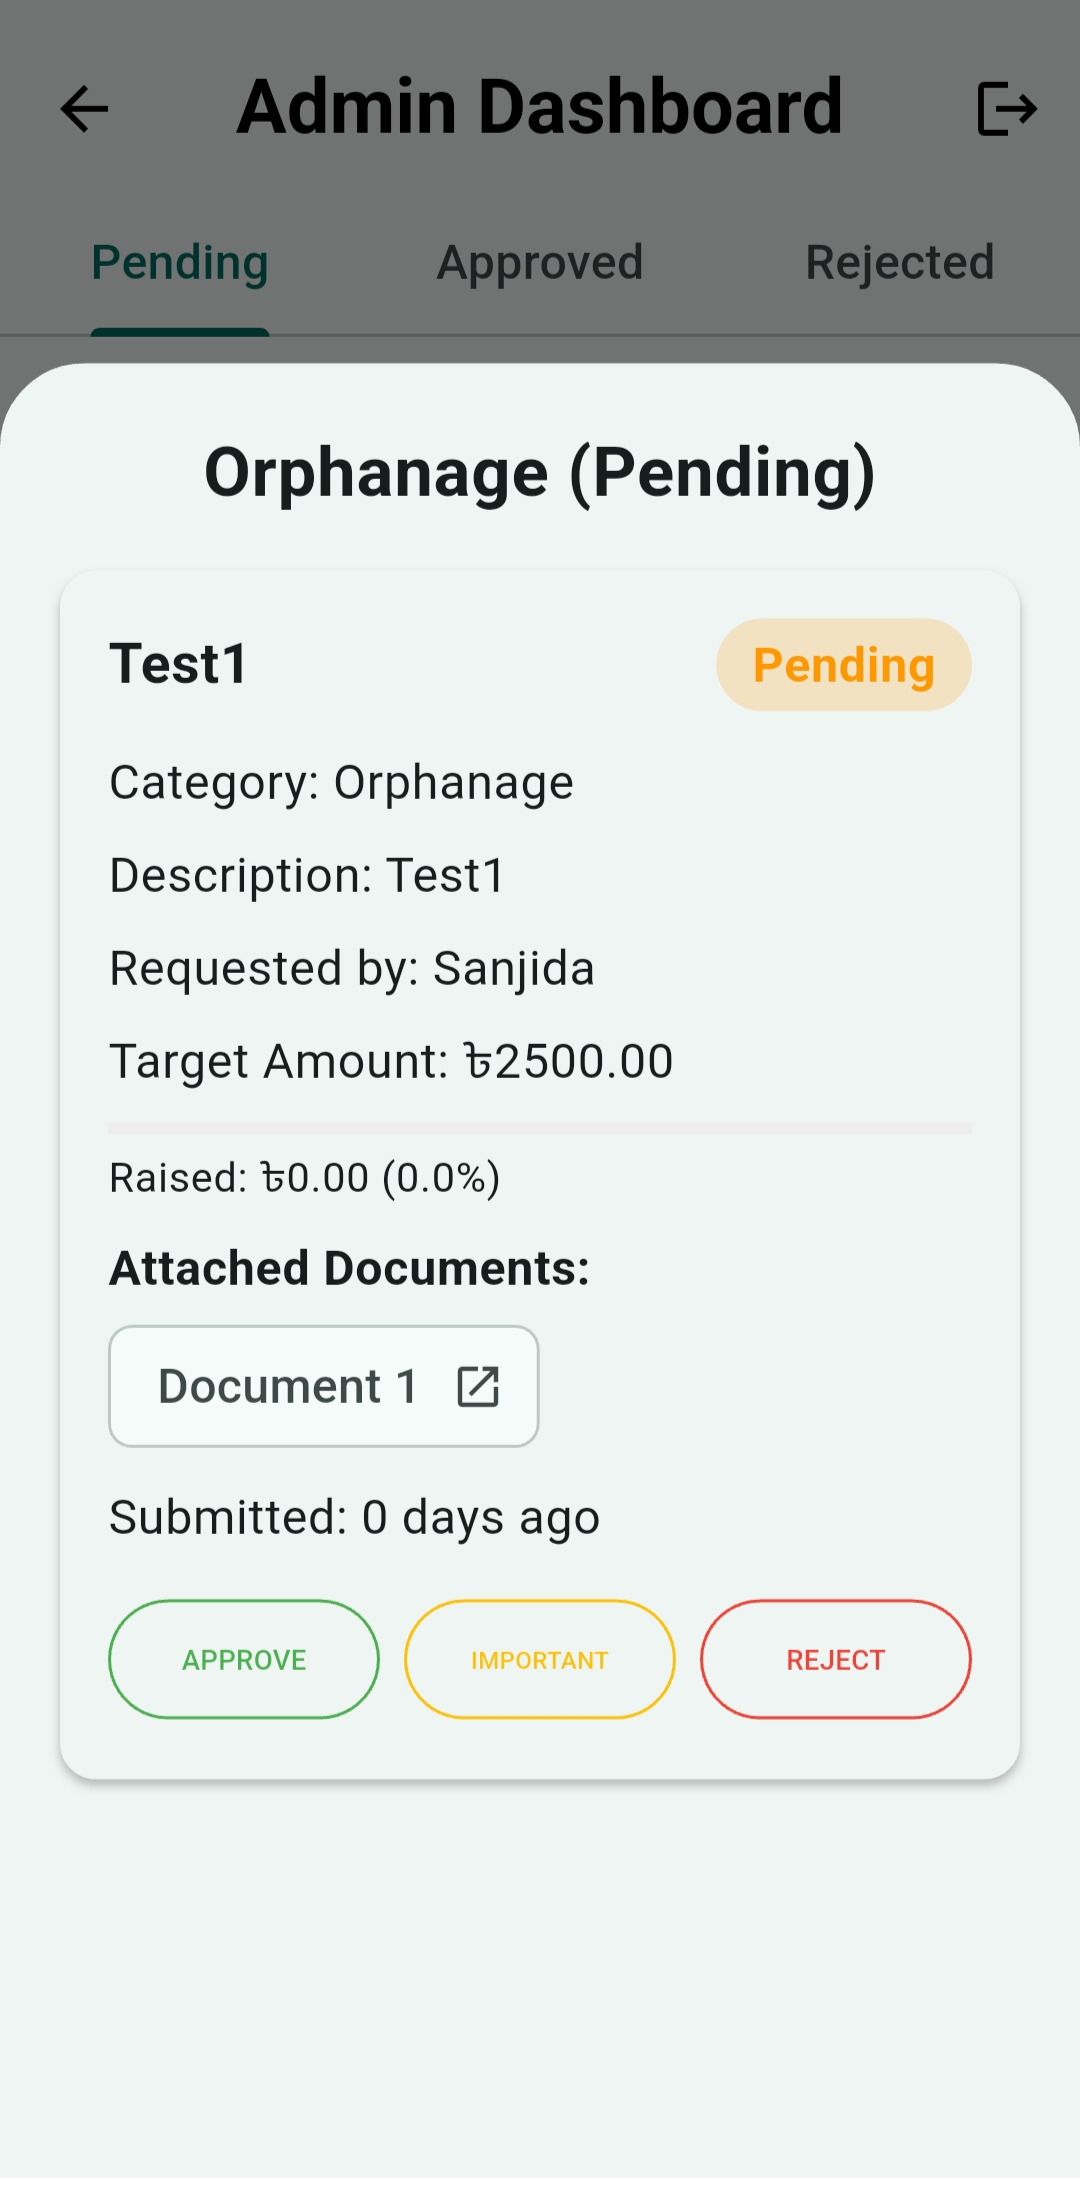 Admin Dashboard
Pending Approved Rejected
Orphanage (Pending)
Test1 Pending
Category: Orphanage
Description: Test1
Requested by: Sanjida
Target Amount: ৳2500.00
Raised: ৳0.00 (0.0%)
Attached Documents:
Document 1
Submitted: 0 days ago
APPROVE IMPORTANT REJECT